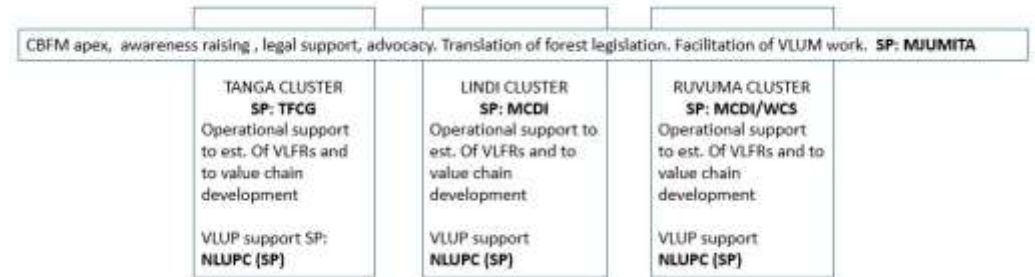 CBFM apex, awareness raising , legal support, advocacy. Translation of forest legislation. Facilitation of VLUM work. SP: MJUMITA
TANGA CLUSTER
SP: TFCG
Operational support
to est. Of VLFRs and
to value chain
development
VLUP support SP:
NLUPC (SP)
LINDI CLUSTER
SP: MCDI
Operational support to
est. Of VLFRs and to
value chain
development
VLUP support
NLUPC (SP)
RUVUMA CLUSTER
SP: MCDI/WCS
Operational support
to est. Of VLFRs and to
value chain
development
VLUP support
NLUPC (SP)